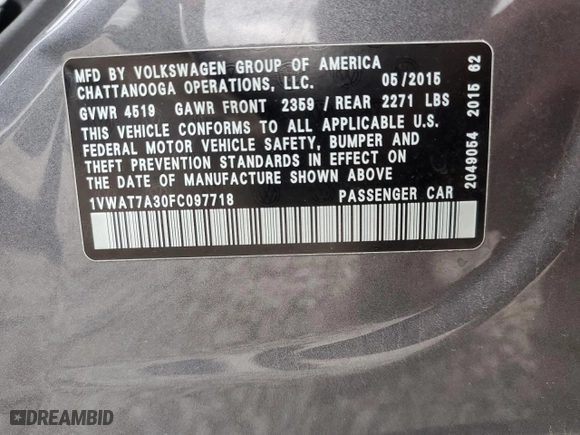 MFD BY VOLKSWAGEN GROUP OF AMERICA
CHATTANOOGA OPERATIONS, LLC. 05/2015
GVWR 4519 GAWR FRONT 2359 / REAR 2271 LBS
THIS VEHICLE CONFORMS TO ALL APPLICABLE U.S.
FEDERAL MOTOR VEHICLE SAFETY, BUMPER AND
THEFT PREVENTION STANDARDS IN EFFECT ON
THE DATE OF MANUFACTURE SHOWN ABOVE
1VWAT7A30FC097718 PASSENGER CAR
2049054 2015 62
DREAMBID